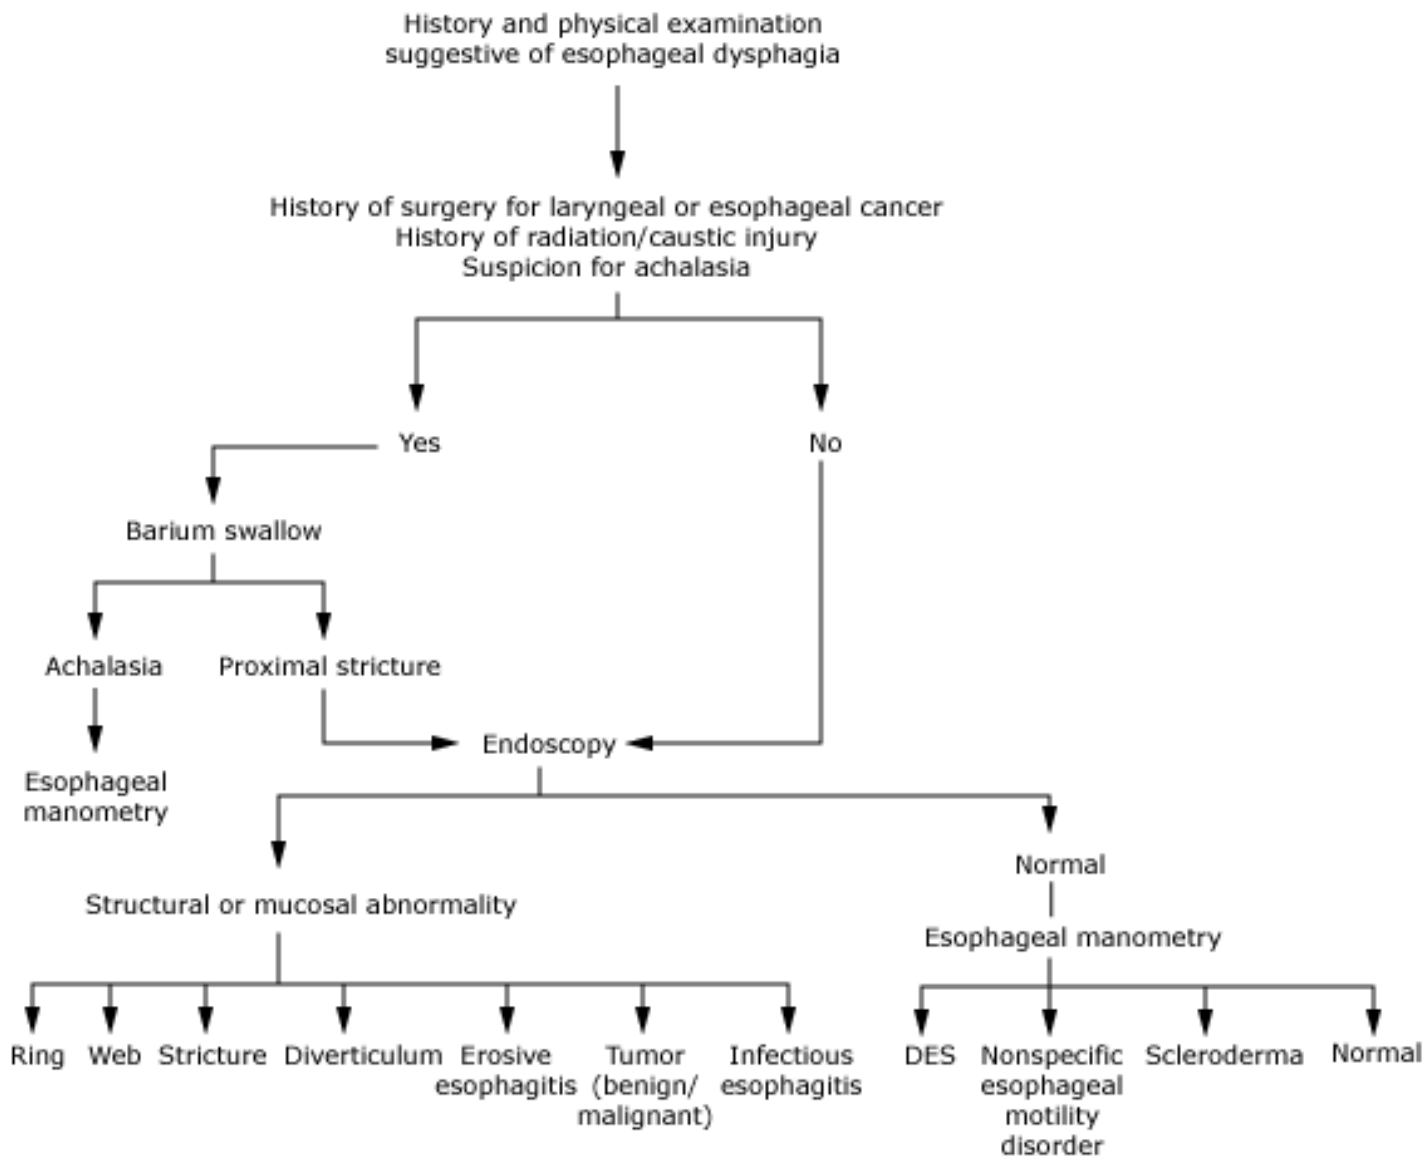 History and physical examination
suggestive of esophageal dysphagia
History of surgery for laryngeal or esophageal cancer
History of radiation/caustic injury
Suspicion for achalasia
Yes
No
Barium swallow
Achalasia
Proximal stricture
Endoscopy
Esophageal
manometry
Structural or mucosal abnormality
Normal
Esophageal manometry
Ring
Web
Stricture
Diverticulum
Erosive
esophagitis
Tumor
(benign/
malignant)
Infectious
esophagitis
DES
Nonspecific
esophageal
motility
disorder
Scleroderma
Normal